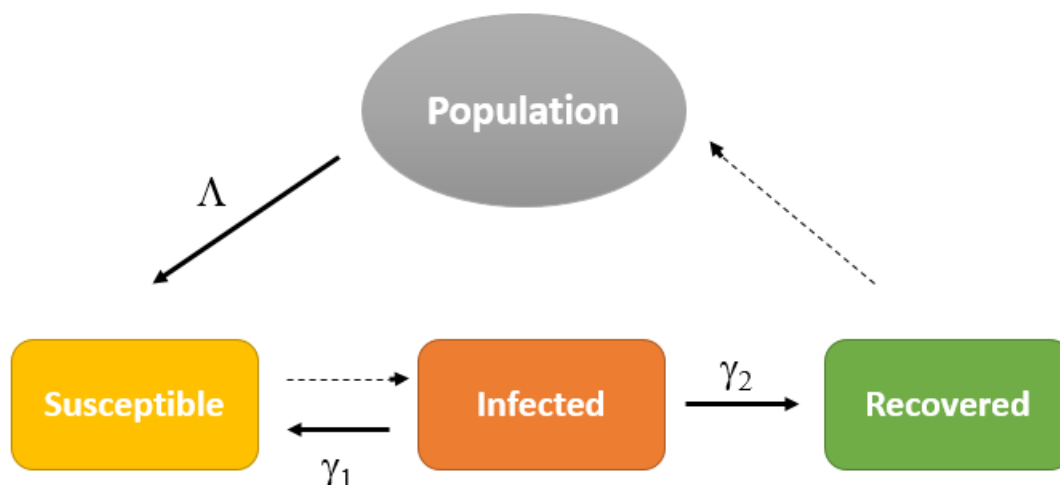 Population
Λ
Susceptible
Infected
γ2
Recovered
γ1